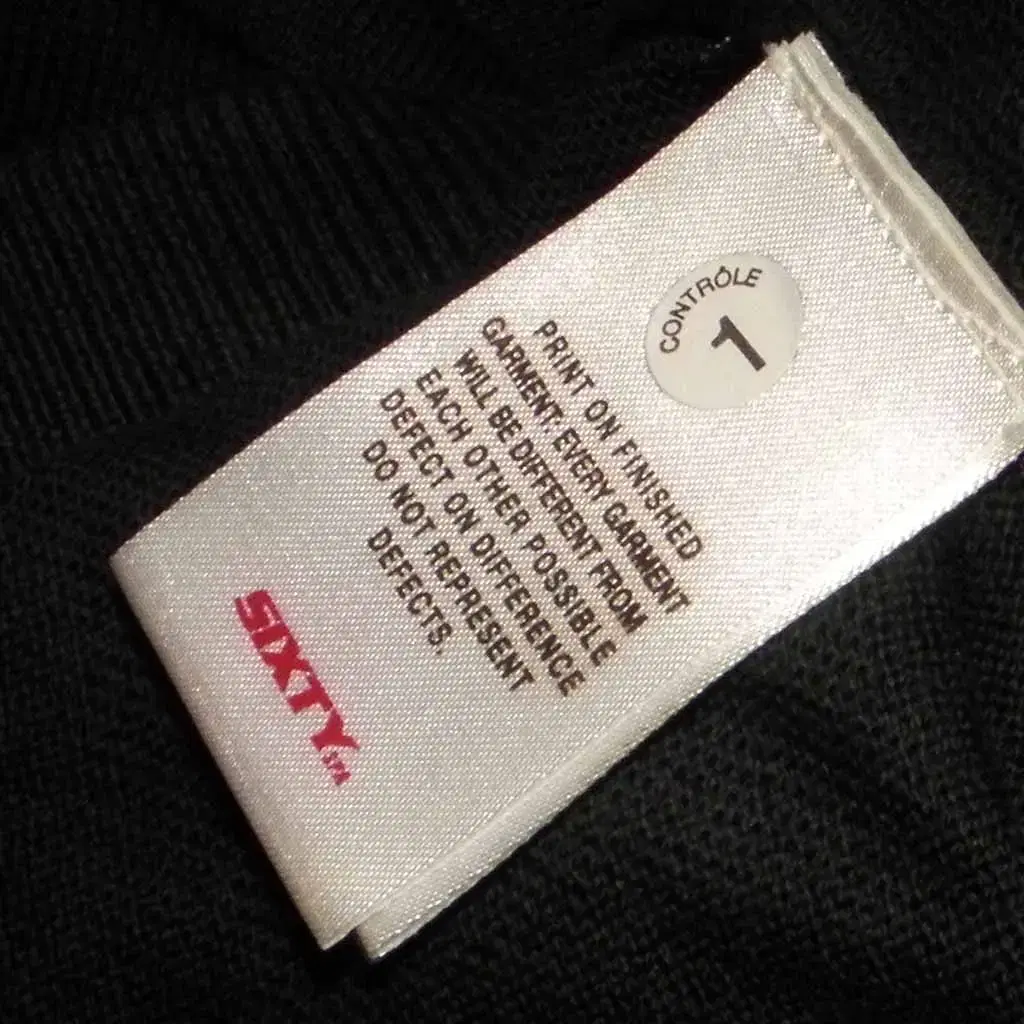 CONTRÔLE
1
PRINT ON FINISHED
GARMENT: EVERY GARMENT
WILL BE DIFFERENT FROM
EACH OTHER POSSIBLE
DEFECT ON DIFFERENCE
DO NOT REPRESENT
DEFECTS.
SIXTY SPA